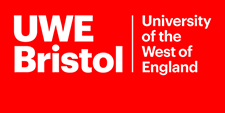 UWE
Bristol
University
of the
West of
England